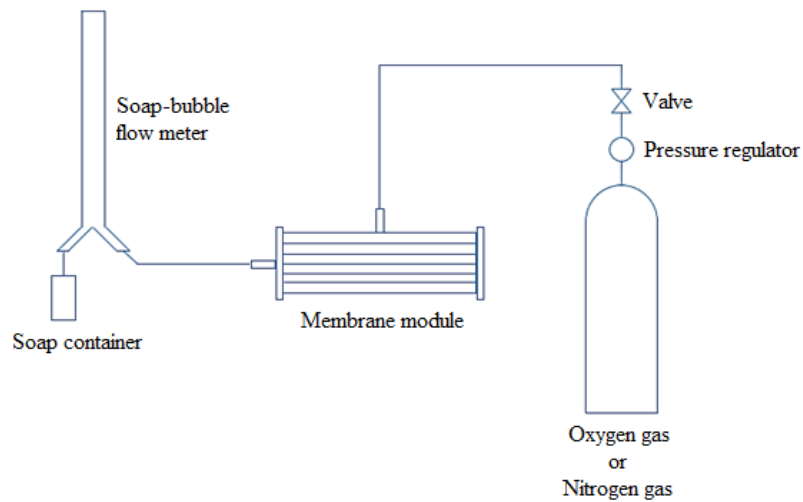 Soap-bubble
flow meter
Valve
Pressure regulator
Membrane module
Soap container
Oxygen gas
or
Nitrogen gas